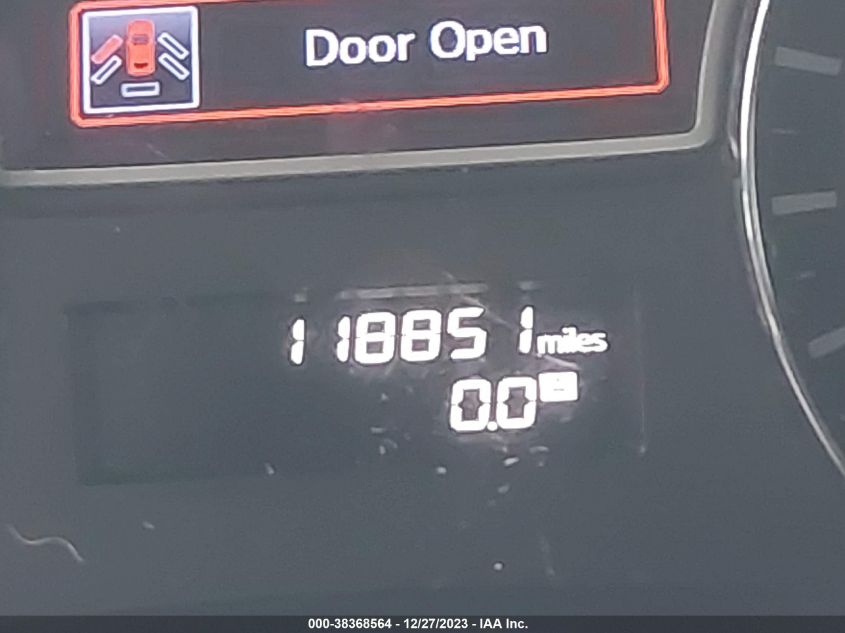 Door Open
118851 miles
0.0
000-38368564 - 12/27/2023 - IAA Inc.